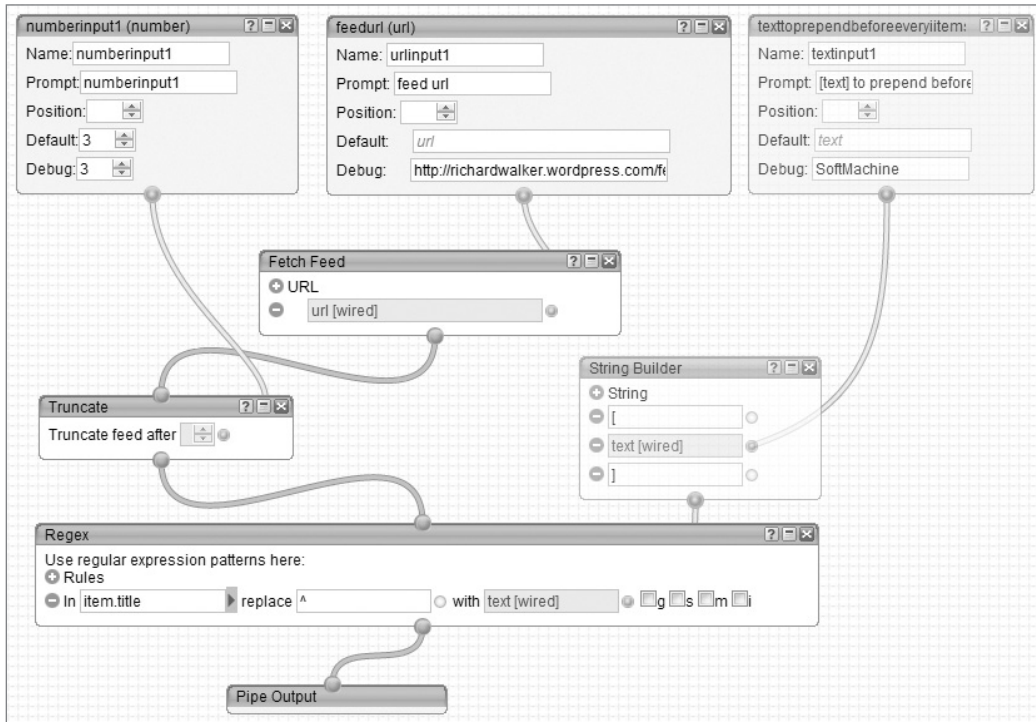 numberinput1 (number)
Name: numberinput1
Prompt: numberinput1
Position:
Default: 3
Debug: 3
feedurl (url)
Name: urlinput1
Prompt: feed url
Position:
Default: url
Debug: http://richardwalker.wordpress.com/fe
texttoprependbeforeeveryiitem:
Name: textinput1
Prompt: [text] to prepend before
Position:
Default: text
Debug: SoftMachine
Fetch Feed
URL
url [wired]
Truncate
Truncate feed after
String Builder
String
[
text [wired]
]
Regex
Use regular expression patterns here:
Rules
In item.title replace ^ with text [wired] g s m i
Pipe Output